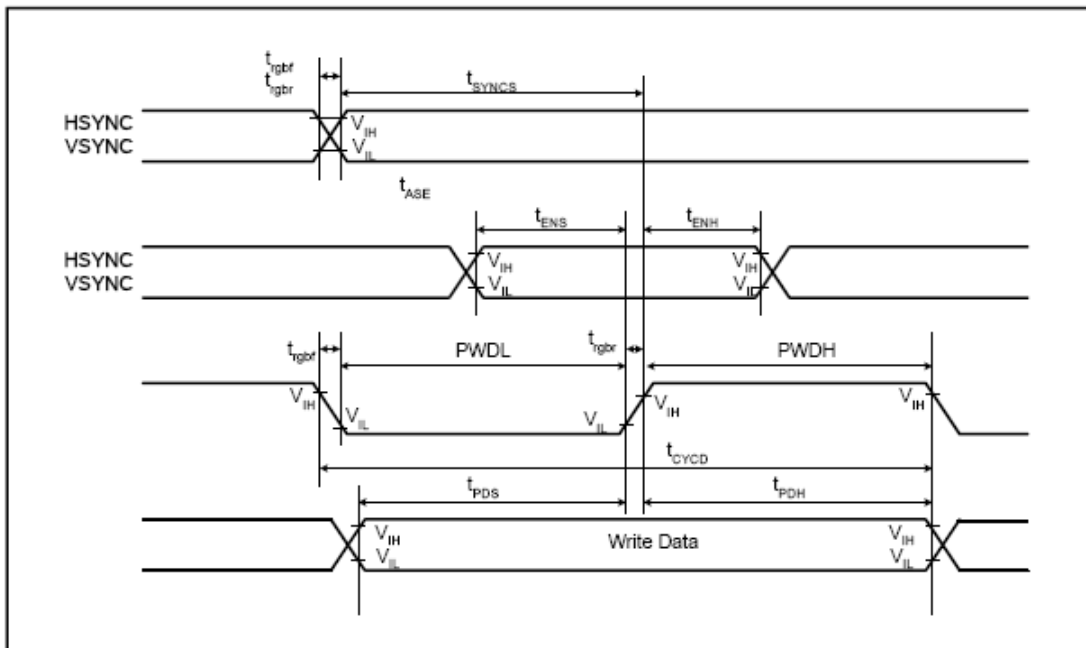 t_rgbf
t_rgbr
t_SYNCS
HSYNC
VSYNC
V_IH
V_IL
t_ASE
t_ENS
t_ENH
HSYNC
VSYNC
V_IH
V_IL
V_IH
V_IL
t_rgbf
PWDL
t_rgbr
PWDH
V_IH
V_IL
V_IL
V_IH
V_IH
t_CYCD
t_PDS
t_PDH
V_IH
V_IL
Write Data
V_IH
V_IL